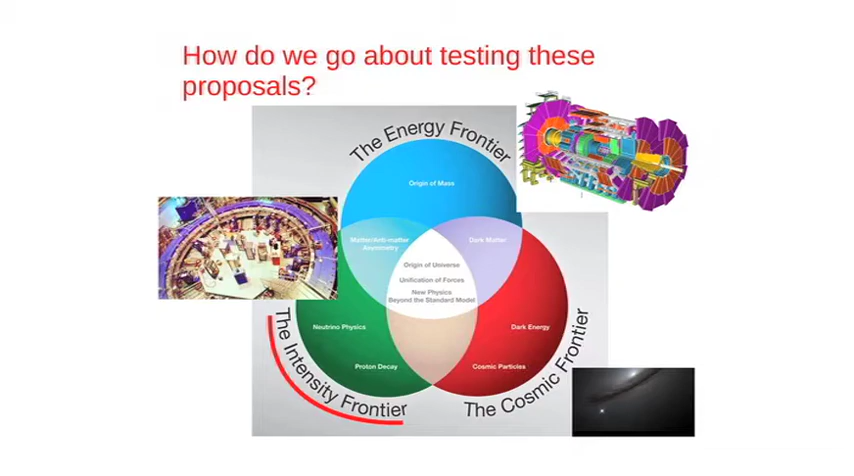 How do we go about testing these
proposals?
The Energy Frontier
Origin of Mass
Matter/Anti-matter
Asymmetry
Dark Matter
Origin of Universe
Unification of Forces
New Physics
Beyond the Standard Model
Neutrino Physics
Dark Energy
Proton Decay
Cosmic Particles
The Intensity Frontier
The Cosmic Frontier